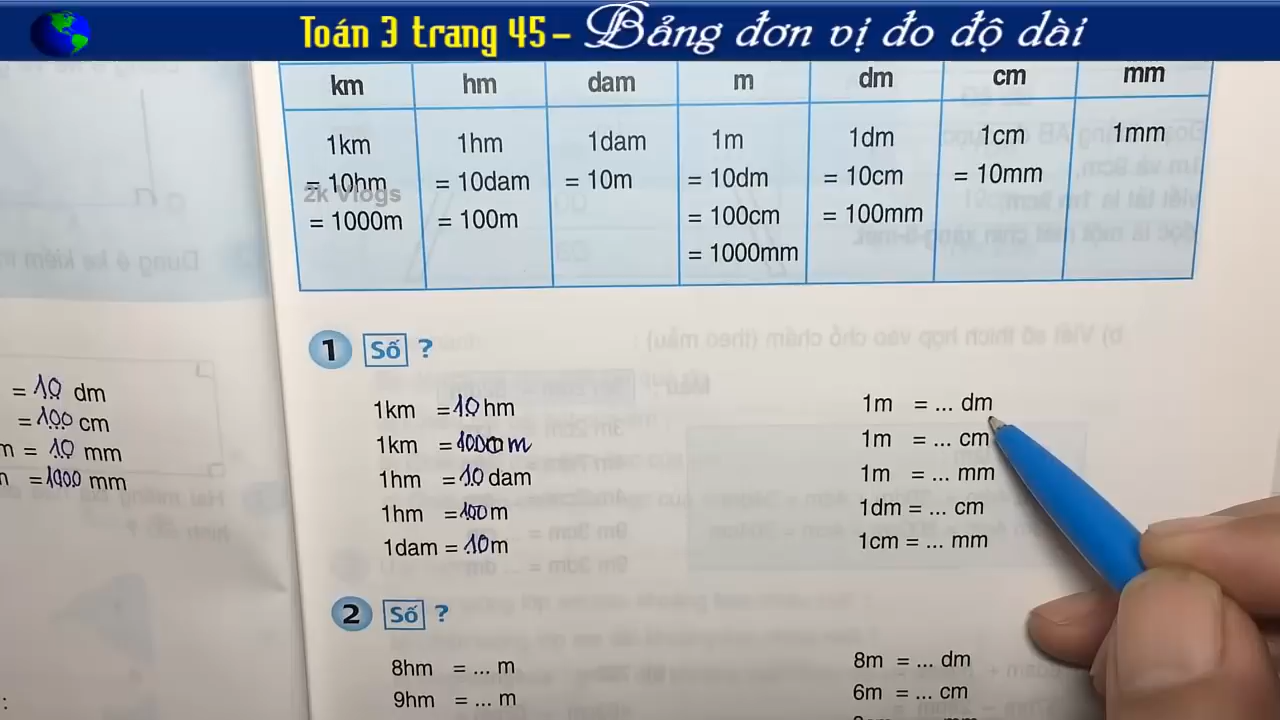 Toán 3 trang 45 – Bảng đơn vị đo độ dài
km hm dam m dm cm mm
1km 1hm 1dam 1m 1dm 1cm 1mm
= 10hm = 10dam = 10m = 10dm = 10cm = 10mm
2k Vlogs
= 1000m = 100m = 100cm = 100mm
= 1000mm
1 Số ?
= 10 dm
= 100 cm
= 10 mm
= 1000 mm
1km = 10 hm
1km = 1000 m
1hm = 10 dam
1hm = 100 m
1dam = 10 m
1m = ... dm
1m = ... cm
1m = ... mm
1dm = ... cm
1cm = ... mm
2 Số ?
8hm = ... m
9hm = ... m
8m = ... dm
6m = ... cm